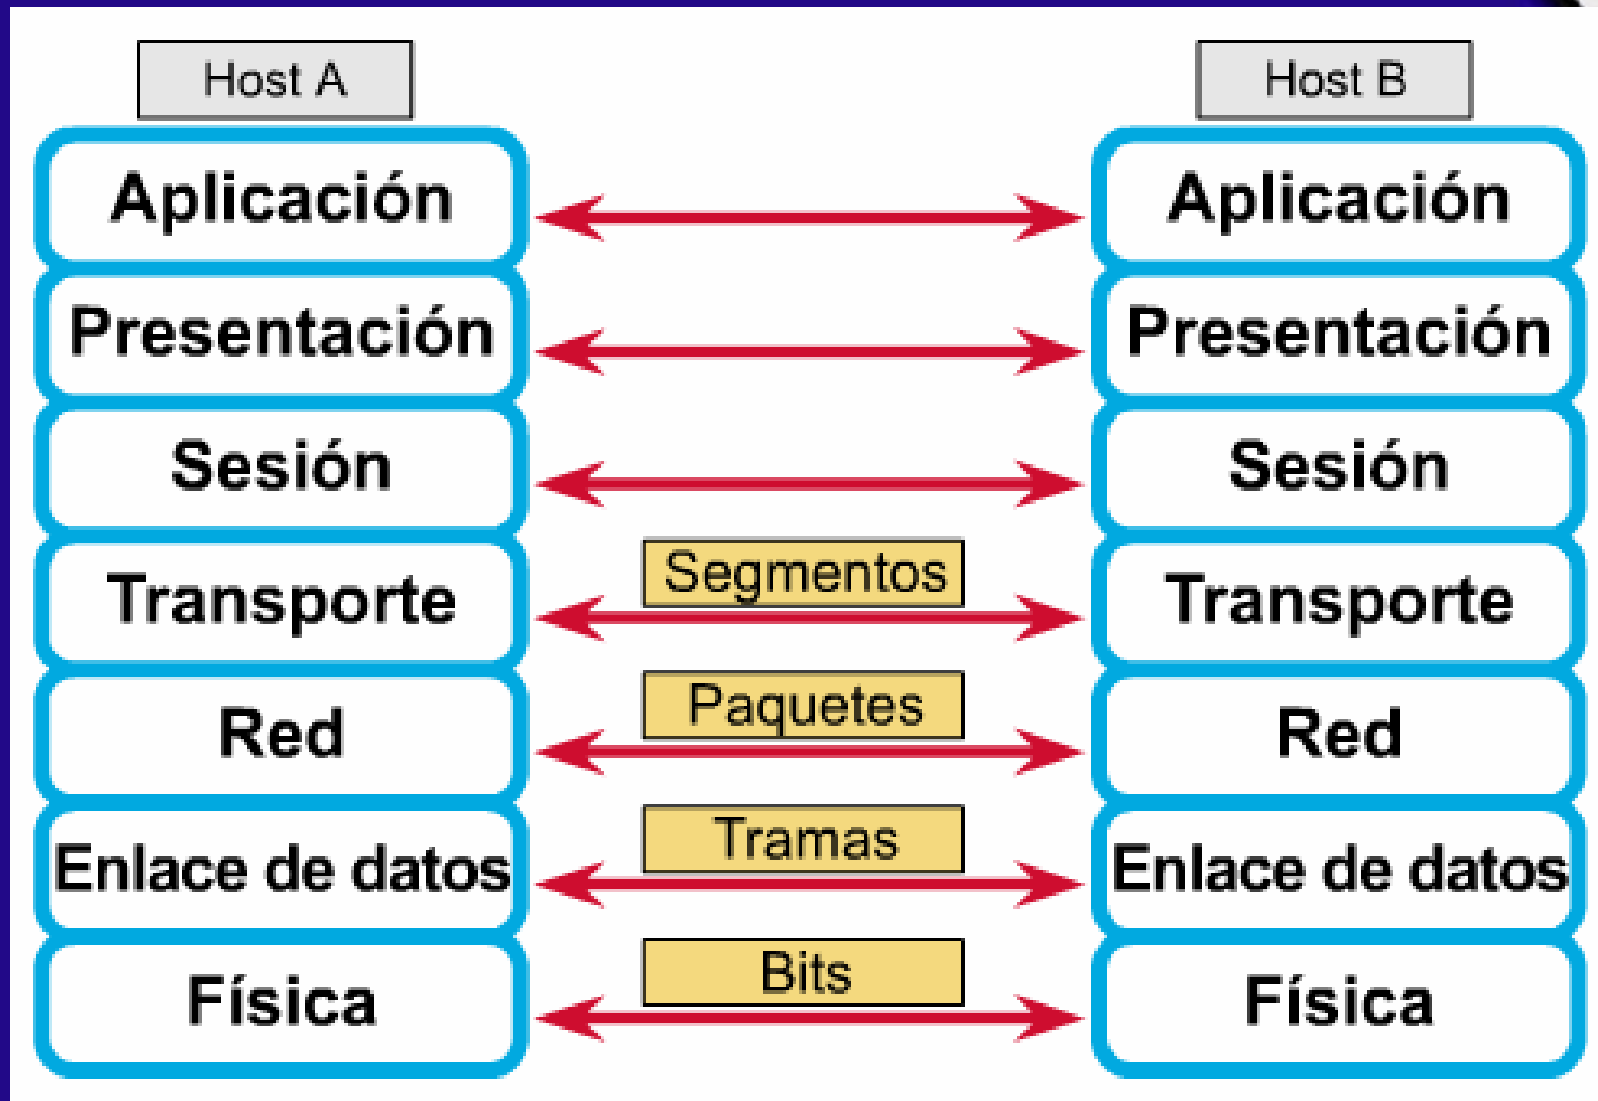 Host A
Host B
Aplicación
Aplicación
Presentación
Presentación
Sesión
Sesión
Segmentos
Transporte
Transporte
Paquetes
Red
Red
Tramas
Enlace de datos
Enlace de datos
Bits
Física
Física